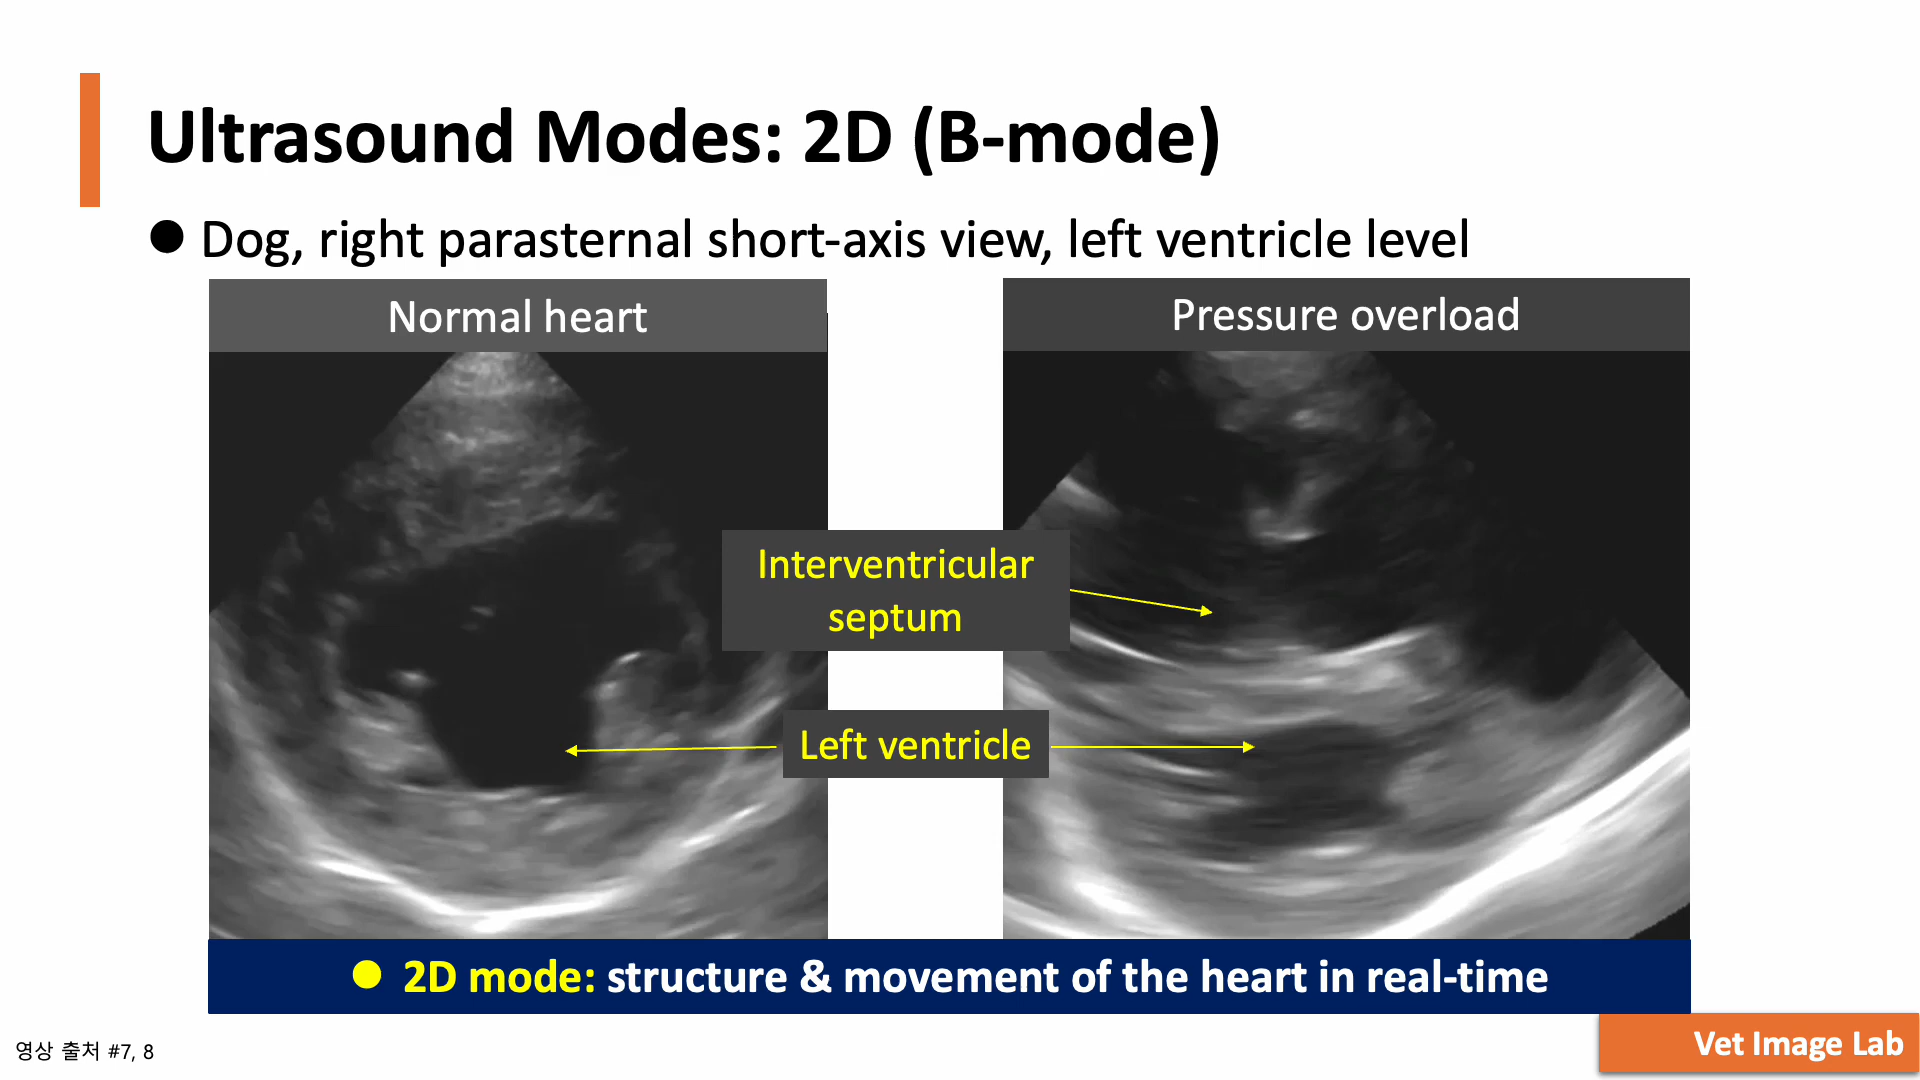 Ultrasound Modes: 2D (B-mode)
● Dog, right parasternal short-axis view, left ventricle level
Normal heart
Pressure overload
Interventricular
septum
Left ventricle
● 2D mode: structure & movement of the heart in real-time
영상 출처 #7, 8
Vet Image Lab